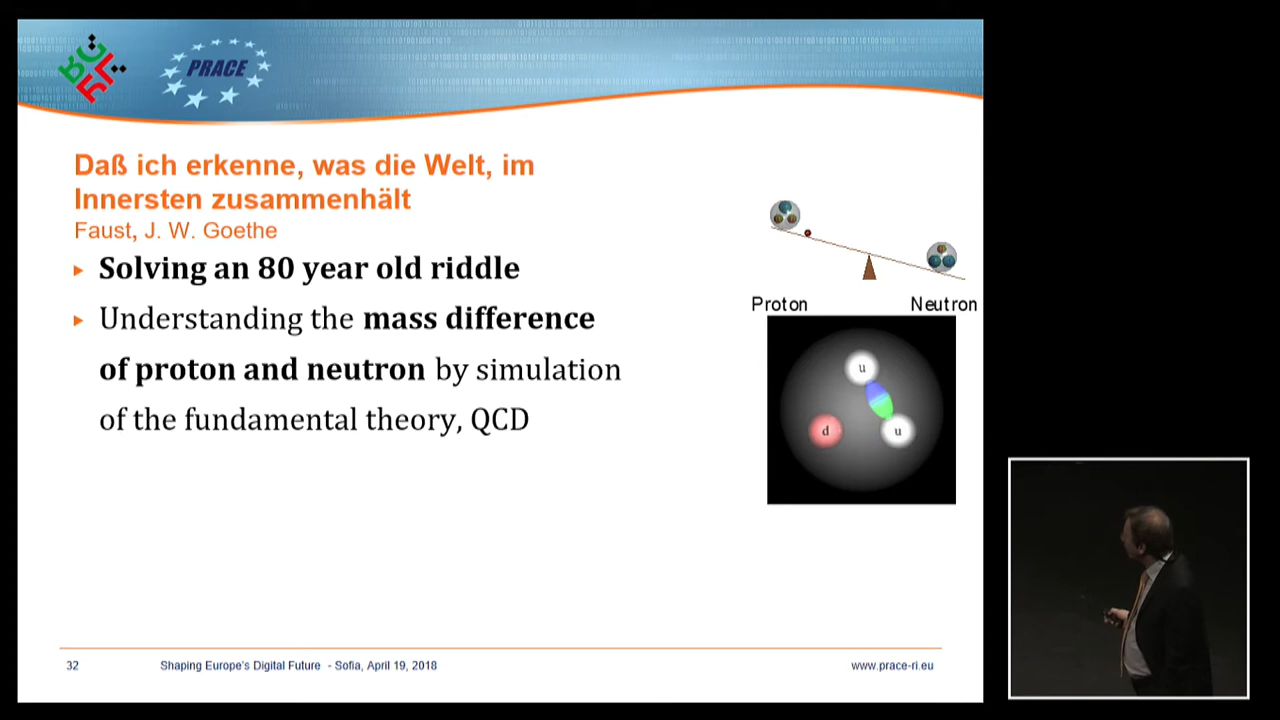 PRACE
Daß ich erkenne, was die Welt, im
Innersten zusammenhält
Faust, J. W. Goethe
Solving an 80 year old riddle
Understanding the mass difference
of proton and neutron by simulation
of the fundamental theory, QCD
Proton
Neutron
u
d
u
32
Shaping Europe's Digital Future - Sofia, April 19, 2018
www.prace-ri.eu